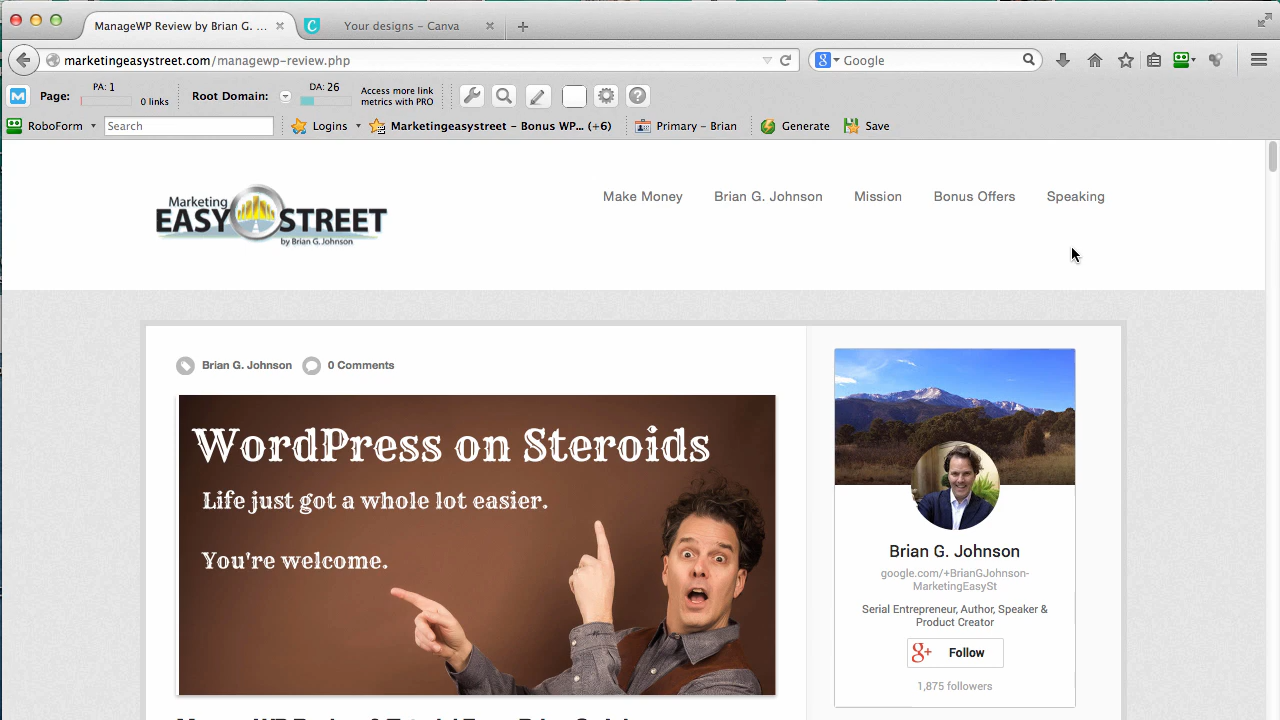 ManageWP Review by Brian G. ...
Your designs – Canva
marketingeasystreet.com/managewp-review.php
Google
Page:
PA: 1
0 links
Root Domain:
DA: 26
Access more link
metrics with PRO
RoboForm
Search
Logins
Marketingeasystreet – Bonus WP... (+6)
Primary – Brian
Generate
Save
Marketing
EASY STREET
by Brian G. Johnson
Make Money
Brian G. Johnson
Mission
Bonus Offers
Speaking
Brian G. Johnson
0 Comments
WordPress on Steroids
Life just got a whole lot easier.
You're welcome.
Brian G. Johnson
google.com/+BrianGJohnson-
MarketingEasySt
Serial Entrepreneur, Author, Speaker &
Product Creator
Follow
1,875 followers